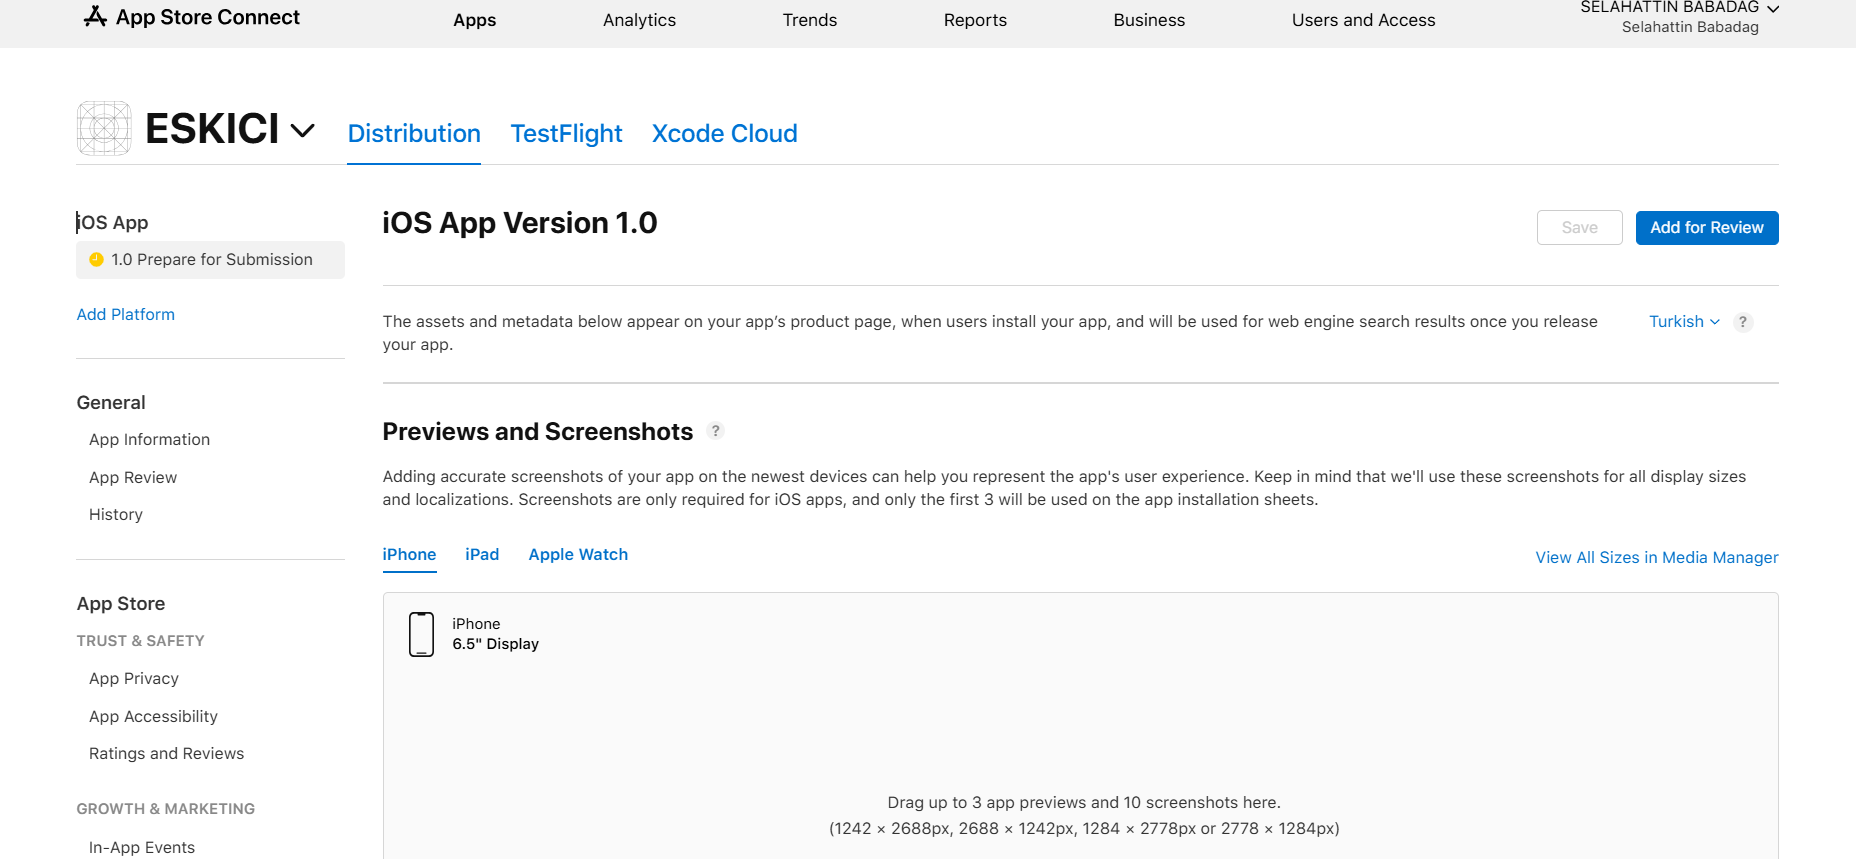 App Store Connect
Apps
Analytics
Trends
Reports
Business
Users and Access
SELAHATTIN BABADAG
Selahattin Babadag
ESKICI
Distribution
TestFlight
Xcode Cloud
iOS App
1.0 Prepare for Submission
Add Platform
General
App Information
App Review
History
App Store
TRUST & SAFETY
App Privacy
App Accessibility
Ratings and Reviews
GROWTH & MARKETING
In-App Events
iOS App Version 1.0
Save
Add for Review
The assets and metadata below appear on your app’s product page, when users install your app, and will be used for web engine search results once you release
your app.
Turkish
?
Previews and Screenshots
?
Adding accurate screenshots of your app on the newest devices can help you represent the app's user experience. Keep in mind that we'll use these screenshots for all display sizes
and localizations. Screenshots are only required for iOS apps, and only the first 3 will be used on the app installation sheets.
iPhone
iPad
Apple Watch
View All Sizes in Media Manager
iPhone
6.5" Display
Drag up to 3 app previews and 10 screenshots here.
(1242 × 2688px, 2688 × 1242px, 1284 × 2778px or 2778 × 1284px)